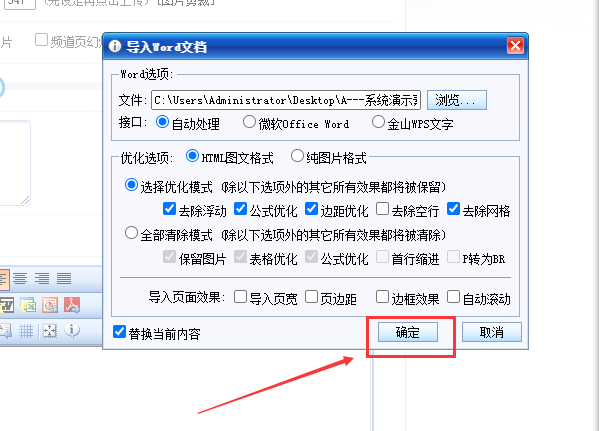 341 （先设定再点击上传）【图片剪裁】
片 频道页幻
导入Word文档
Word选项:
文件: C:\Users\Administrator\Desktop\A---系统演示 浏览...
接口: 自动处理 微软Office Word 金山WPS文字
优化选项: HTML图文格式 纯图片格式
选择优化模式 （除以下选项外的其它所有效果都将被保留）
去除浮动 公式优化 边距优化 去除空行 去除网格
全部清除模式 （除以下选项外的其它所有效果都将被清除）
保留图片 表格优化 公式优化 首行缩进 P转为BR
导入页面效果: 导入页宽 页边距 边框效果 自动滚动
替换当前内容 确定 取消